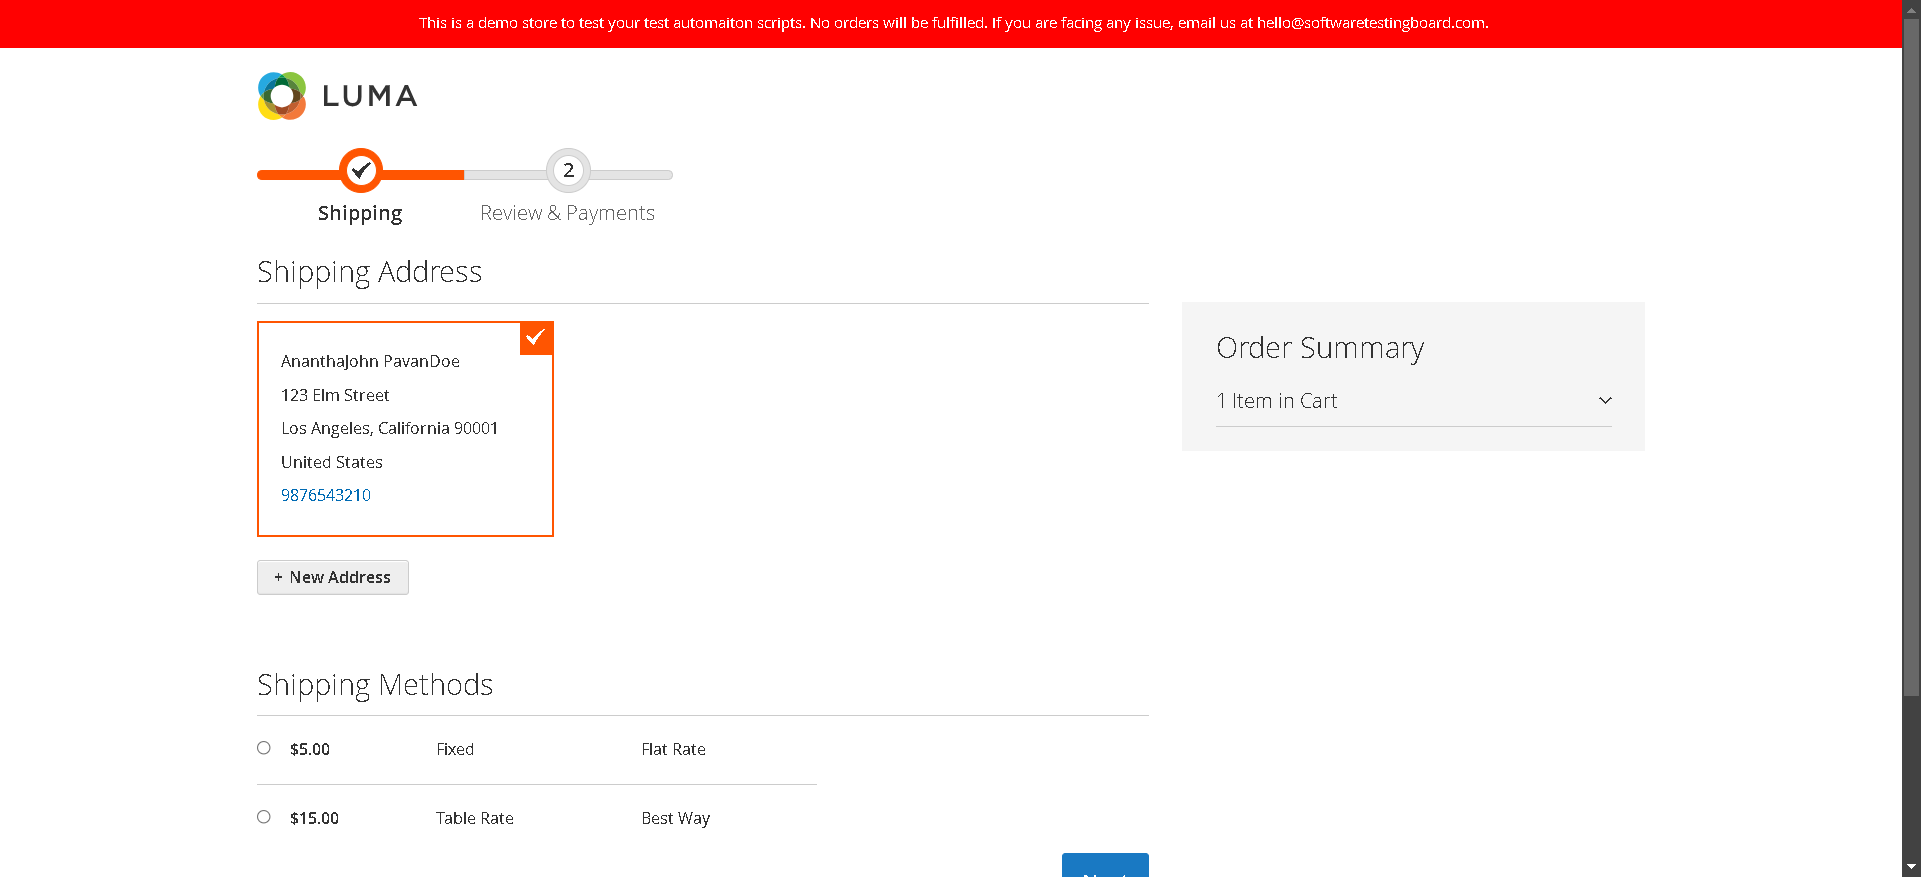 This is a demo store to test your test automaiton scripts. No orders will be fulfilled. If you are facing any issue, email us at hello@softwaretestingboard.com.
LUMA
2
Shipping
Review & Payments
Shipping Address
AnanthaJohn PavanDoe
123 Elm Street
Los Angeles, California 90001
United States
9876543210
+ New Address
Order Summary
1 Item in Cart
Shipping Methods
$5.00 Fixed Flat Rate
$15.00 Table Rate Best Way